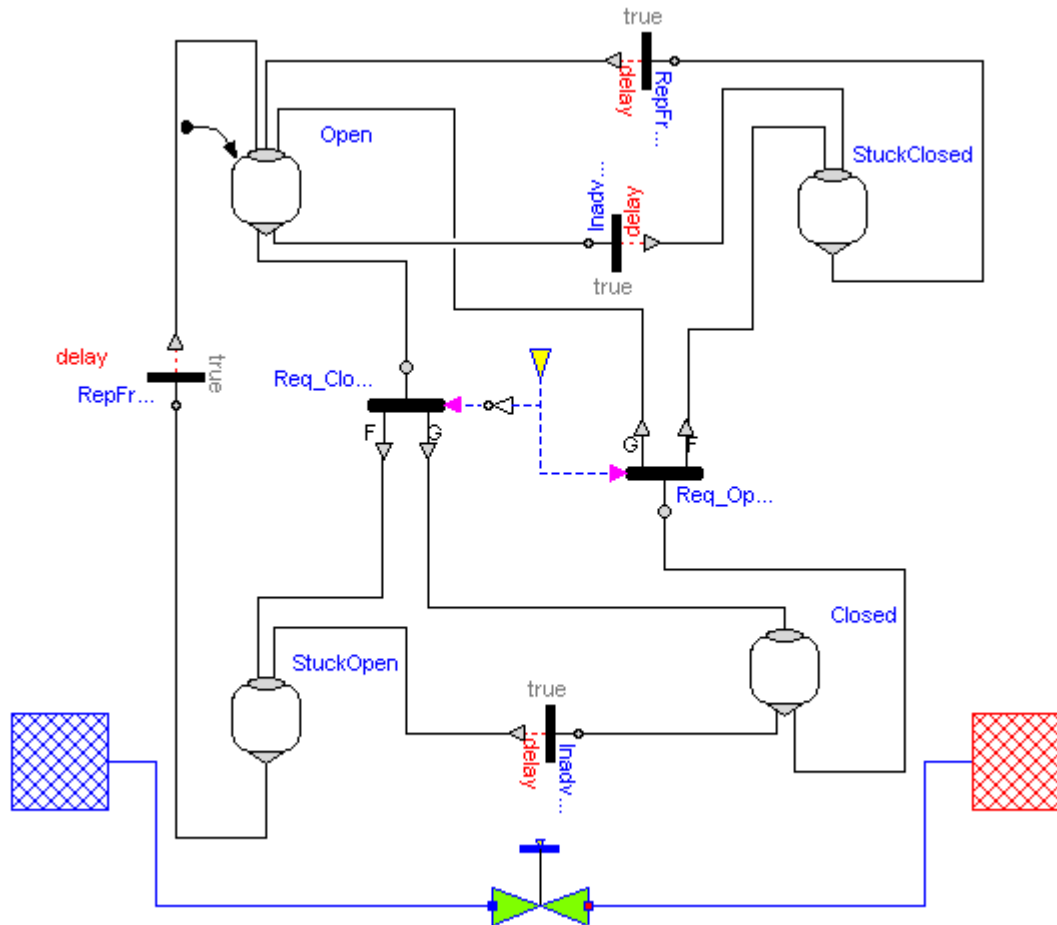 true
delay
RepFr...
Open
StuckClosed
Inadv...
delay
true
delay
RepFr...
true
Req_Clo...
F
G
G
F
Req_Op...
Closed
StuckOpen
true
delay
Inadv...